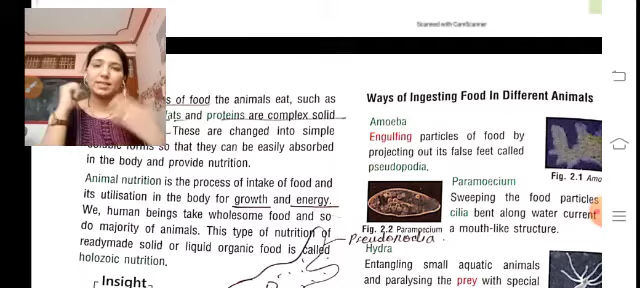 Scanned with CamScanner
s of food the animals eat, such as
ats and proteins are complex solid
These are changed into simple
forms so that they can be easily absorbed
in the body and provide nutrition.
Animal nutrition is the process of intake of food and
its utilisation in the body for growth and energy.
We, human beings take wholesome food and so
do majority of animals. This type of nutrition of
readymade solid or liquid organic food is called
holozoic nutrition.
Insight
Ways of Ingesting Food In Different Animals
Amoeba
Engulfing particles of food by
projecting out its false feet called
pseudopodia.
Fig. 2.1 Amo
Paramoecium
Sweeping the food particles
cilia bent along water current
a mouth-like structure.
Fig. 2.2 Paramecium
Pseudopodia
Hydra
Entangling small aquatic animals
and paralysing the prey with special